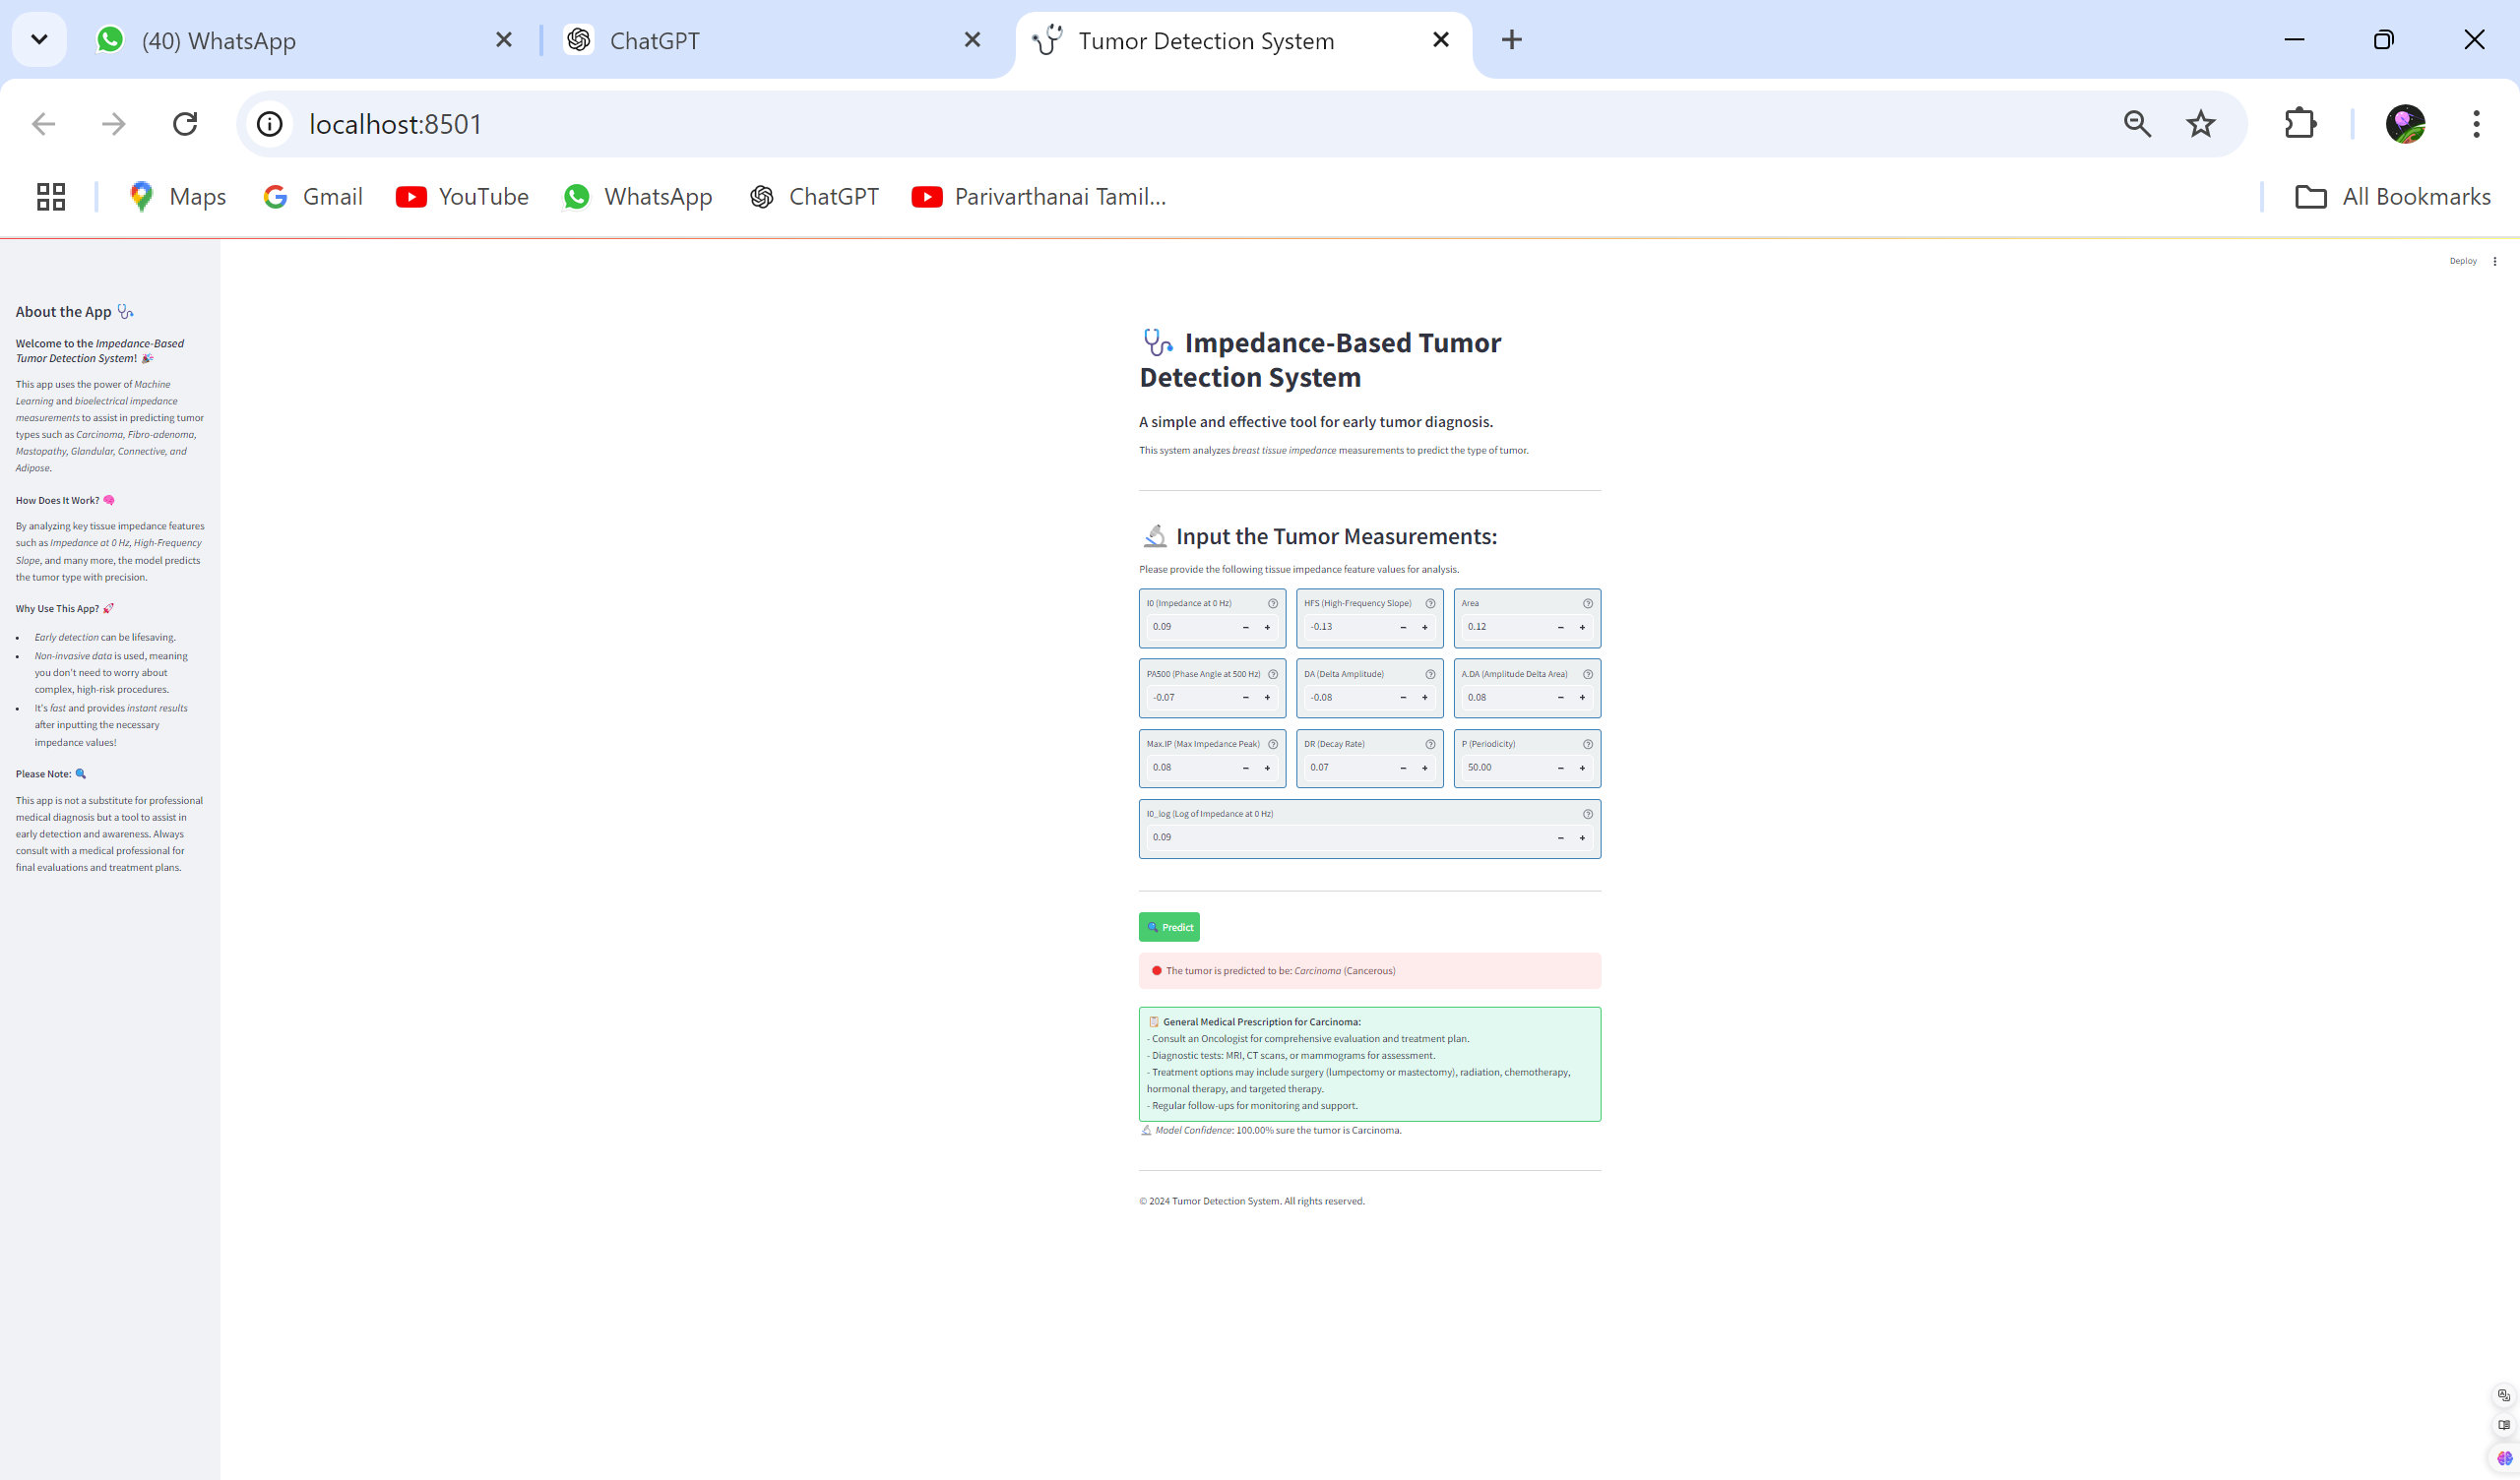 (40) WhatsApp
ChatGPT
Tumor Detection System
localhost:8501
Maps
Gmail
YouTube
WhatsApp
ChatGPT
Parivarthanai Tamil...
All Bookmarks
Deploy
About the App
Welcome to the Impedance-Based
Tumor Detection System!
This app uses the power of Machine
Learning and bioelectrical impedance
measurements to assist in predicting tumor
types such as Carcinoma, Fibro-adenoma,
Mastopathy, Glandular, Connective, and
Adipose.
How Does It Work?
By analyzing key tissue impedance features
such as Impedance at 0 Hz, High-Frequency
Slope, and many more, the model predicts
the tumor type with precision.
Why Use This App?
Early detection can be lifesaving.
Non-invasive data is used, meaning
you don't need to worry about
complex, high-risk procedures.
It's fast and provides instant results
after inputting the necessary
impedance values!
Please Note:
This app is not a substitute for professional
medical diagnosis but a tool to assist in
early detection and awareness. Always
consult with a medical professional for
final evaluations and treatment plans.
Impedance-Based Tumor
Detection System
A simple and effective tool for early tumor diagnosis.
This system analyzes breast tissue impedance measurements to predict the type of tumor.
Input the Tumor Measurements:
Please provide the following tissue impedance feature values for analysis.
I0 (Impedance at 0 Hz)
0.09
HFS (High-Frequency Slope)
-0.13
Area
0.12
PA500 (Phase Angle at 500 Hz)
-0.07
DA (Delta Amplitude)
-0.08
A.DA (Amplitude Delta Area)
0.08
Max.IP (Max Impedance Peak)
0.08
DR (Decay Rate)
0.07
P (Periodicity)
50.00
I0_log (Log of Impedance at 0 Hz)
0.09
Predict
The tumor is predicted to be: Carcinoma (Cancerous)
General Medical Prescription for Carcinoma:
- Consult an Oncologist for comprehensive evaluation and treatment plan.
- Diagnostic tests: MRI, CT scans, or mammograms for assessment.
- Treatment options may include surgery (lumpectomy or mastectomy), radiation, chemotherapy,
hormonal therapy, and targeted therapy.
- Regular follow-ups for monitoring and support.
Model Confidence: 100.00% sure the tumor is Carcinoma.
© 2024 Tumor Detection System. All rights reserved.